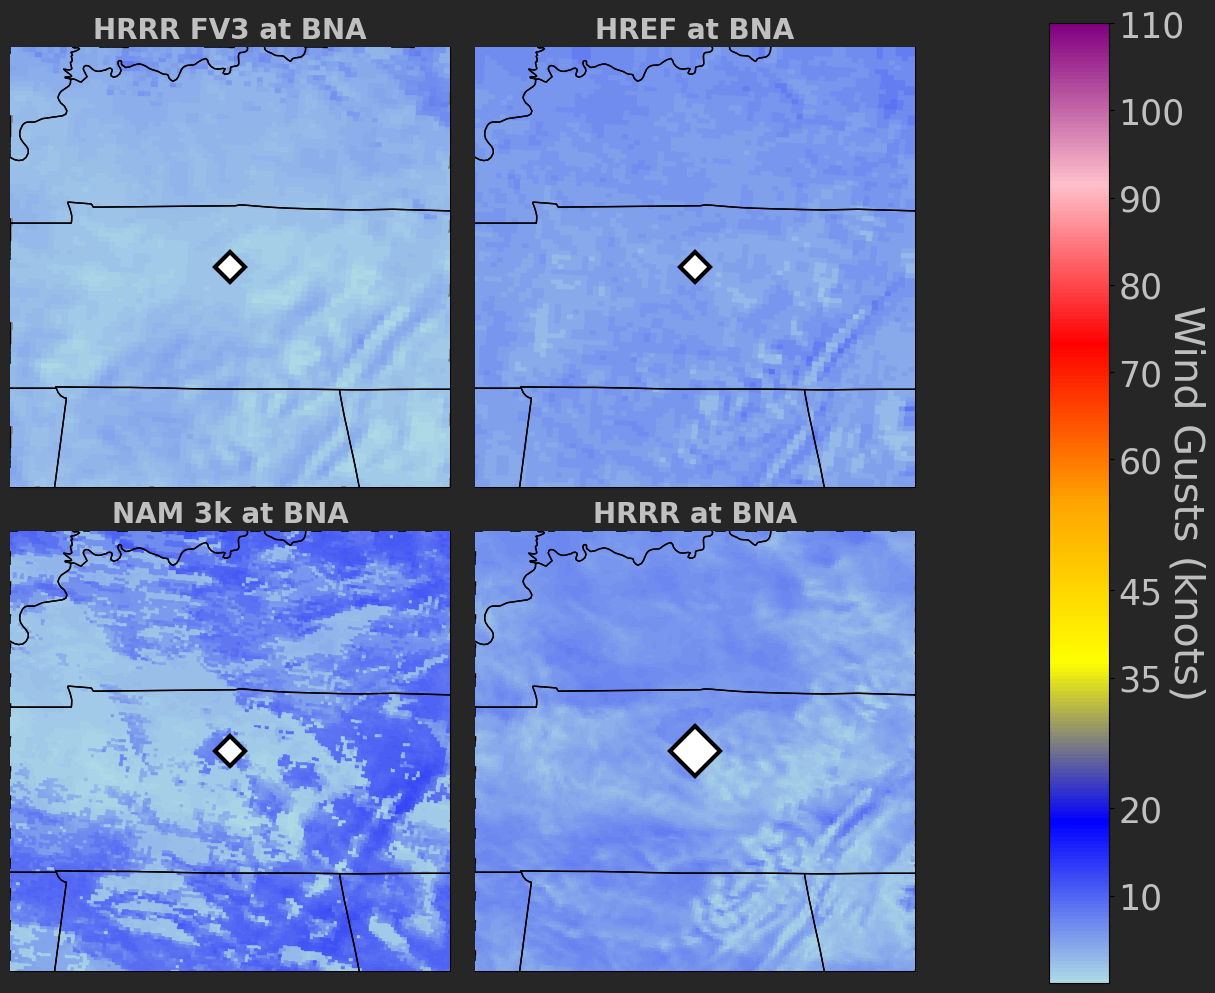 HRRR FV3 at BNA
HREF at BNA
NAM 3k at BNA
HRRR at BNA
110
100
90
80
70
60
45
35
20
10
Wind Gusts (knots)